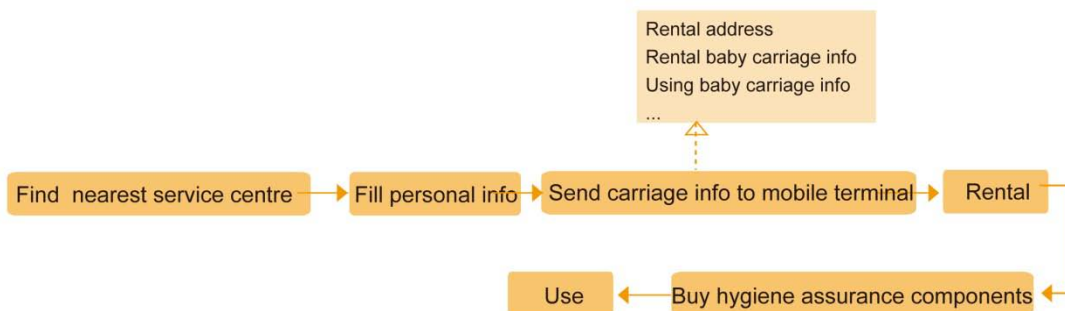 Rental address
Rental baby carriage info
Using baby carriage info
...
Find nearest service centre
Fill personal info
Send carriage info to mobile terminal
Rental
Use
Buy hygiene assurance components